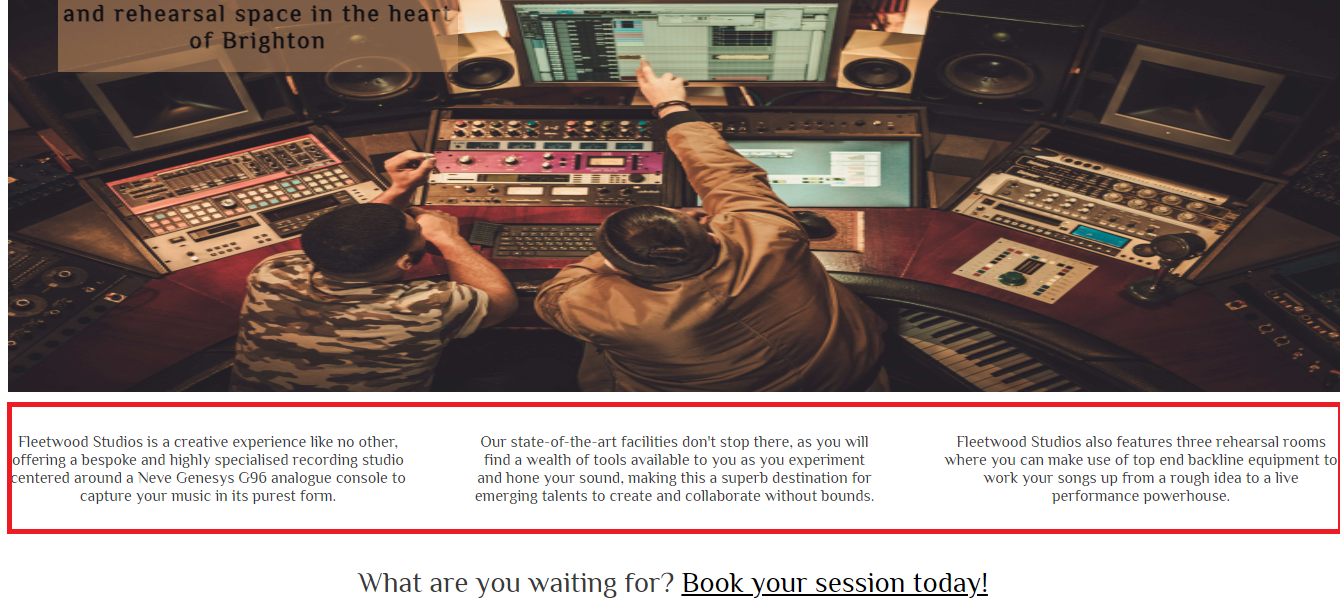 and rehearsal space in the heart
of Brighton
Fleetwood Studios is a creative experience like no other,
offering a bespoke and highly specialised recording studio
centered around a Neve Genesys G96 analogue console to
capture your music in its purest form.
Our state-of-the-art facilities don't stop there, as you will
find a wealth of tools available to you as you experiment
and hone your sound, making this a superb destination for
emerging talents to create and collaborate without bounds.
Fleetwood Studios also features three rehearsal rooms
where you can make use of top end backline equipment to
work your songs up from a rough idea to a live
performance powerhouse.
What are you waiting for? Book your session today!